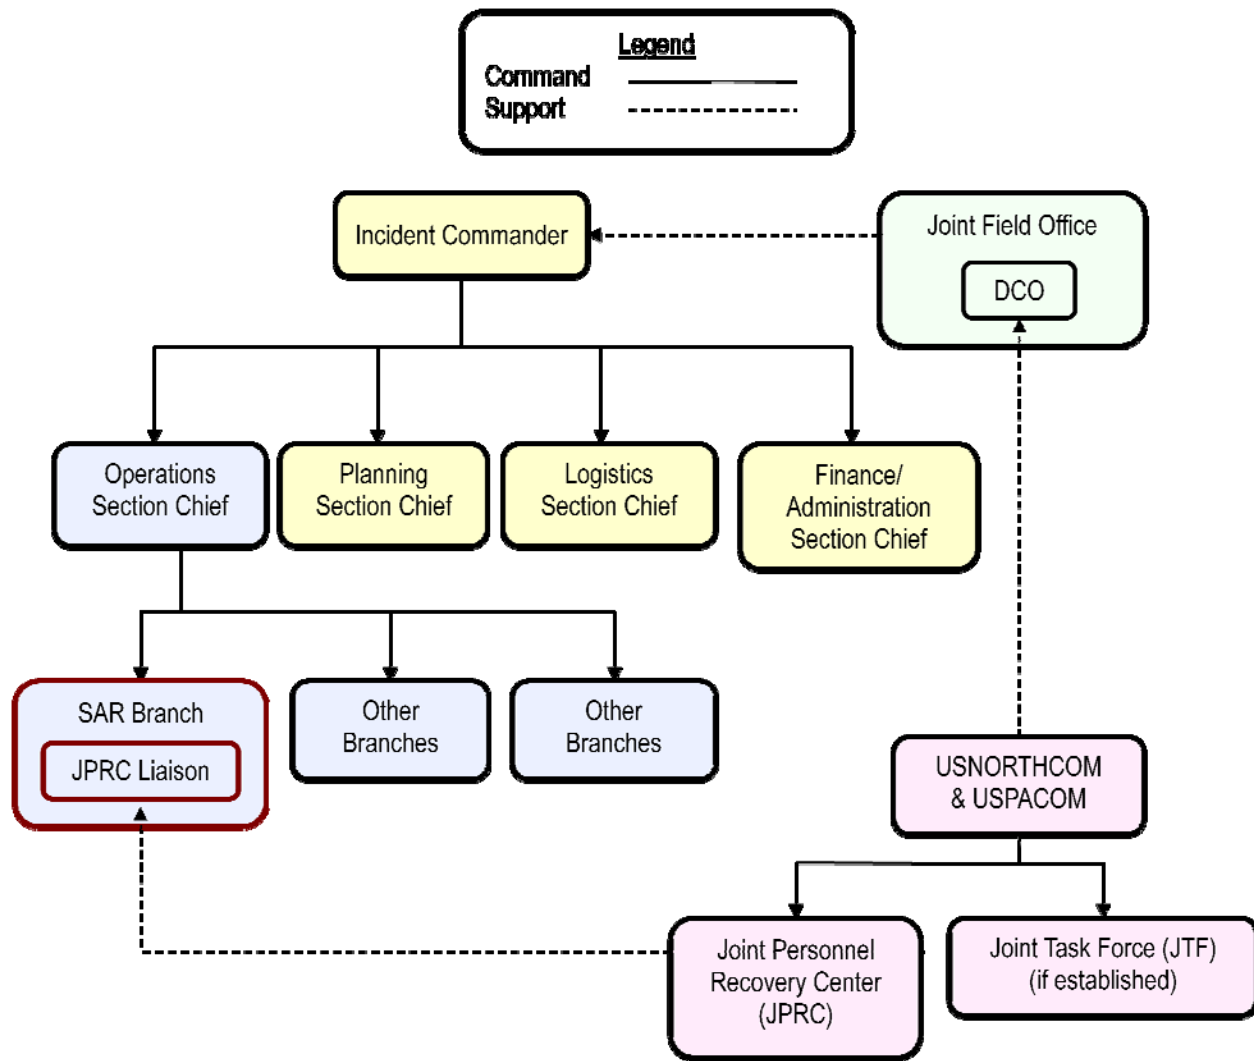 Legend
Command
Support
Incident Commander
Joint Field Office
DCO
Operations
Section Chief
Planning
Section Chief
Logistics
Section Chief
Finance/
Administration
Section Chief
SAR Branch
JPRC Liaison
Other
Branches
Other
Branches
USNORTHCOM
& USPACOM
Joint Personnel
Recovery Center
(JPRC)
Joint Task Force (JTF)
(if established)